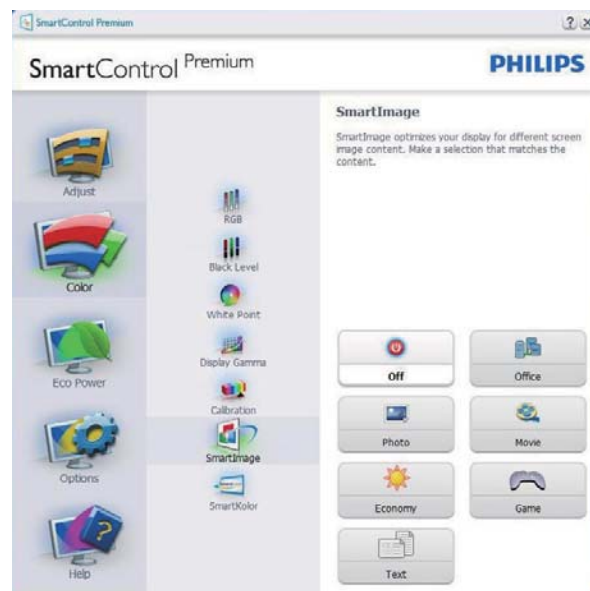 SmartControl Premium
SmartControl Premium
PHILIPS
Adjust
Color
Eco Power
Options
Help
RGB
Black Level
White Point
Display Gamma
Calibration
SmartImage
SmartKolor
SmartImage
SmartImage optimizes your display for different screen
image content. Make a selection that matches the
content.
Off
Office
Photo
Movie
Economy
Game
Text